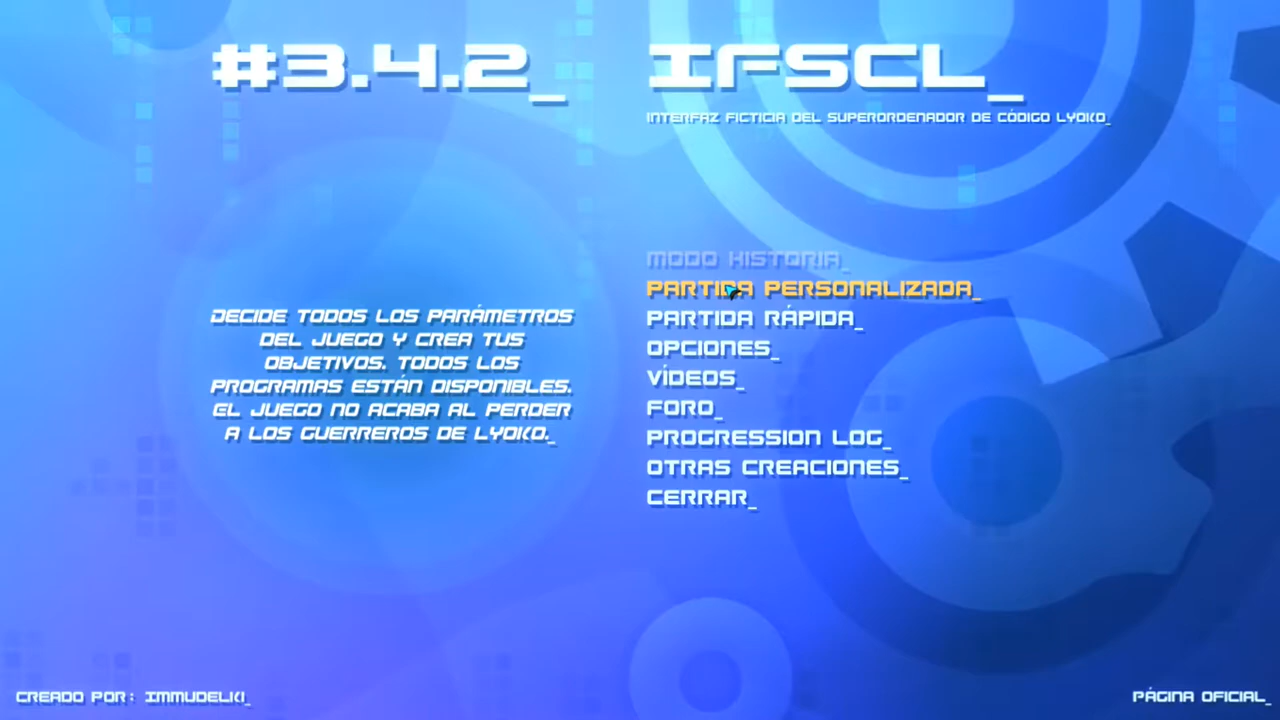 #3.4.2_
IFSCL_
INTERFAZ FICTICIA DEL SUPERORDENADOR DE CÓDIGO LYOKO_
MODO HISTORIA_
PARTIDA PERSONALIZADA_
PARTIDA RÁPIDA_
OPCIONES_
VÍDEOS_
FORO_
PROGRESSION LOG_
OTRAS CREACIONES_
CERRAR_
DECIDE TODOS LOS PARÁMETROS
DEL JUEGO Y CREA TUS
OBJETIVOS. TODOS LOS
PROGRAMAS ESTÁN DISPONIBLES.
EL JUEGO NO ACABA AL PERDER
A LOS GUERREROS DE LYOKO._
CREADO POR: IMMUDELKI_
PÁGINA OFICIAL_